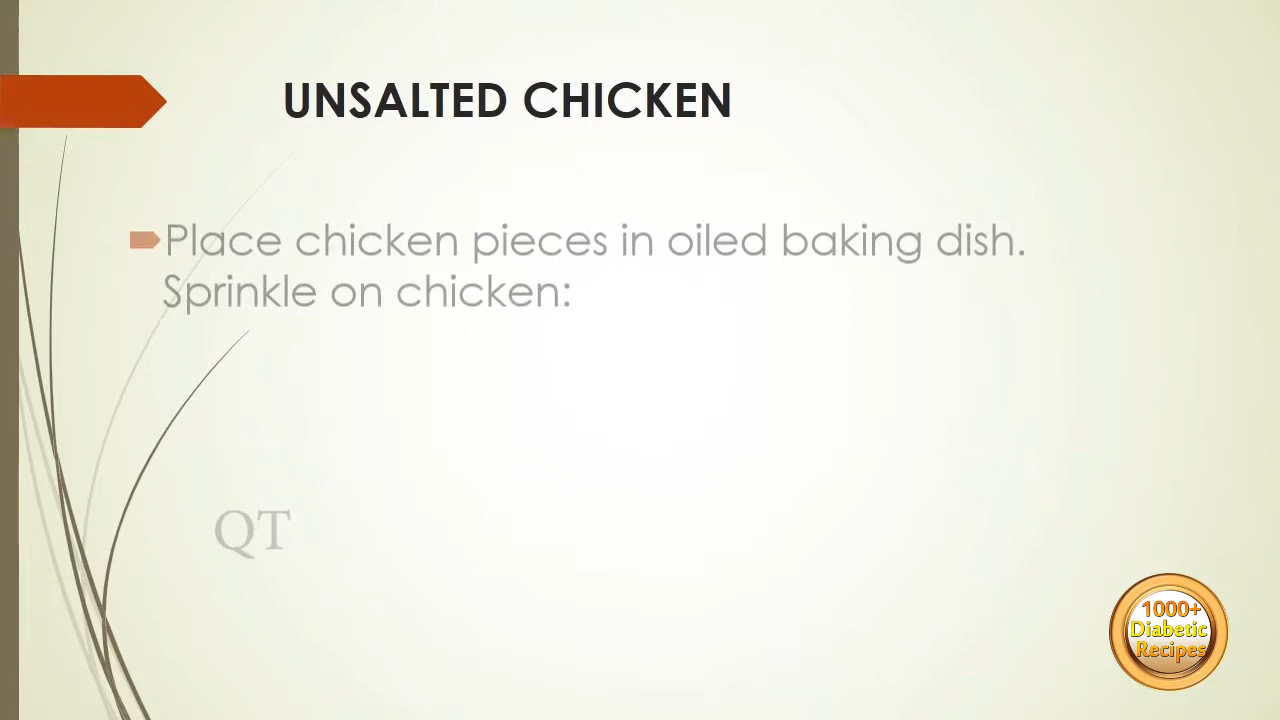 UNSALTED CHICKEN
Place chicken pieces in oiled baking dish.
Sprinkle on chicken:
QT
1000+
Diabetic
Recipes